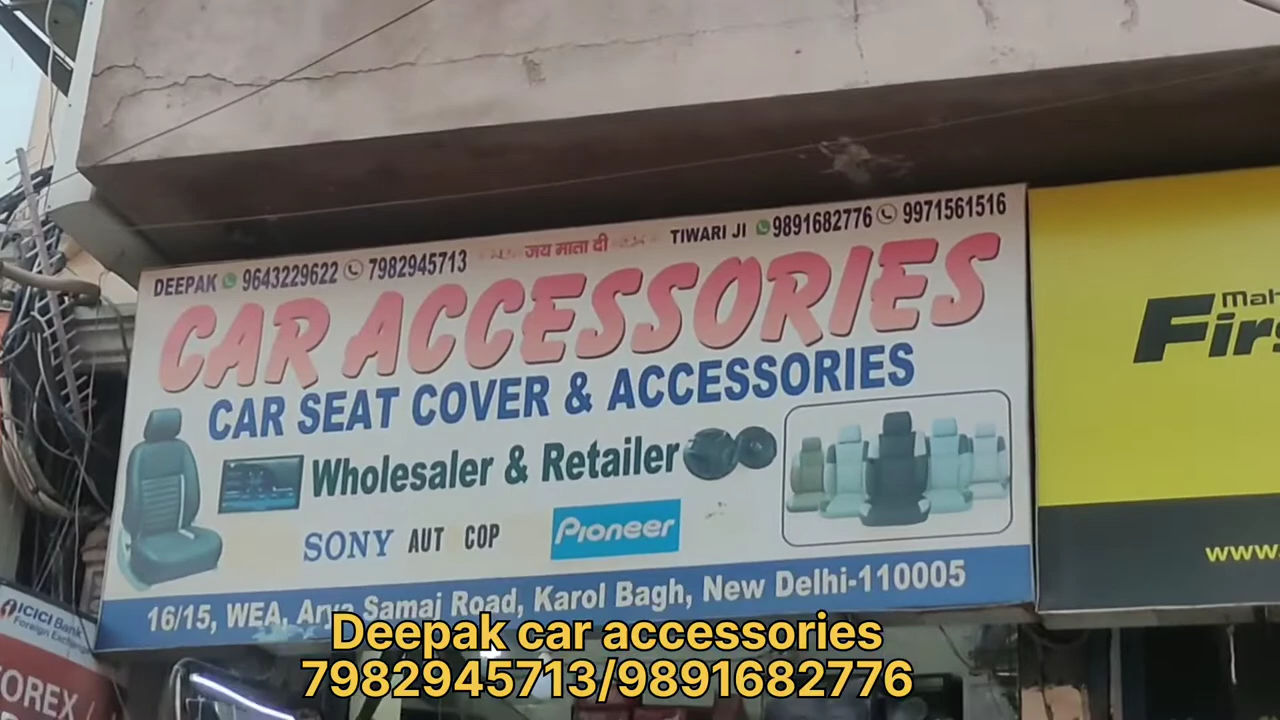 DEEPAK 9643229622 7982945713 जय माता दी TIWARI JI 9891682776 9971561516
CAR ACCESSORIES
CAR SEAT COVER & ACCESSORIES
Wholesaler & Retailer
SONY AUT COP Pioneer
16/15, WEA, Arya Samaj Road, Karol Bagh, New Delhi-110005
ICICI Bank
Foreign
OREX
Firs
www.
Deepak car accessories
7982945713/9891682776